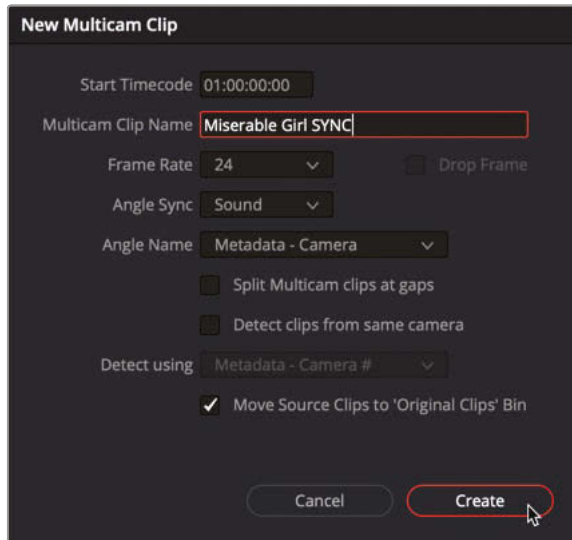 New Multicam Clip
Start Timecode 01:00:00:00
Multicam Clip Name Miserable Girl SYNC
Frame Rate 24 Drop Frame
Angle Sync Sound
Angle Name Metadata - Camera
Split Multicam clips at gaps
Detect clips from same camera
Detect using Metadata - Camera #
Move Source Clips to 'Original Clips' Bin
Cancel Create